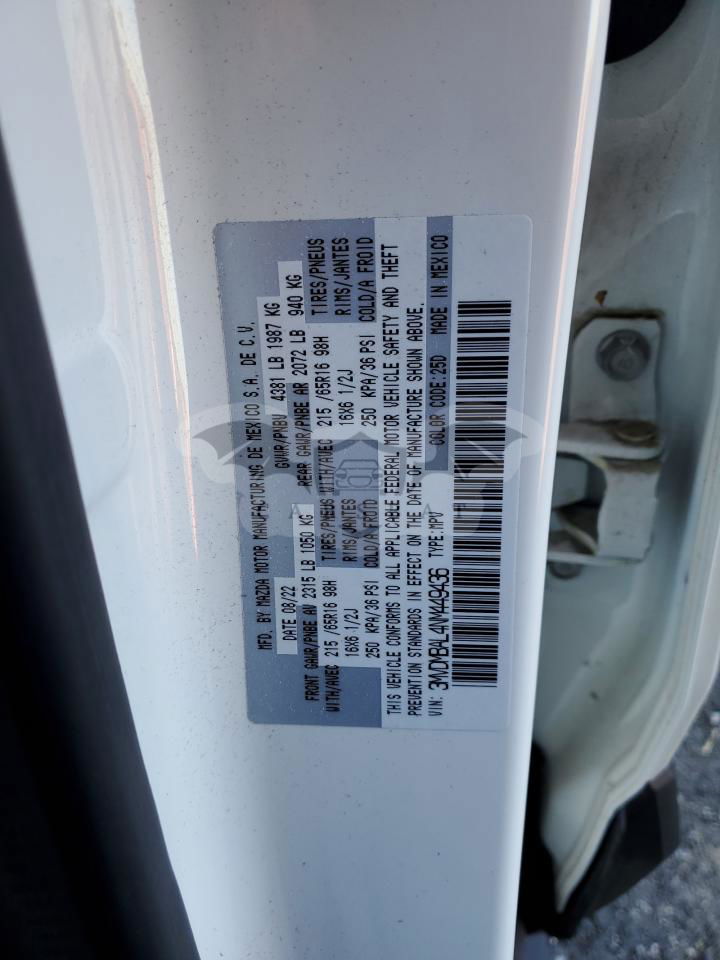 MFD. BY MAZDA MOTOR MANUFACTURING DE MEXICO S.A. DE C.V.
DATE 08/22 GVWR/PNBV 4381 LB 1987 KG
FRONT GAWR/PNBE AV 2315 LB 1050 KG REAR GAWR/PNBE AR 2072 LB 940 KG
WITH/AVEC 215 /65R16 98H TIRES/PNEUS WITH/AVEC 215 /65R16 98H TIRES/PNEUS
16X6 1/2J RIMS/JANTES 16X6 1/2J RIMS/JANTES
250 KPA/36 PSI COLD/A FROID 250 KPA/36 PSI COLD/A FROID
THIS VEHICLE CONFORMS TO ALL APPLICABLE FEDERAL MOTOR VEHICLE SAFETY AND THEFT
PREVENTION STANDARDS IN EFFECT ON THE DATE OF MANUFACTURE SHOWN ABOVE.
VIN: 3MVDMBAL4NM449436 TYPE:MPV COLOR CODE:25D MADE IN MEXICO